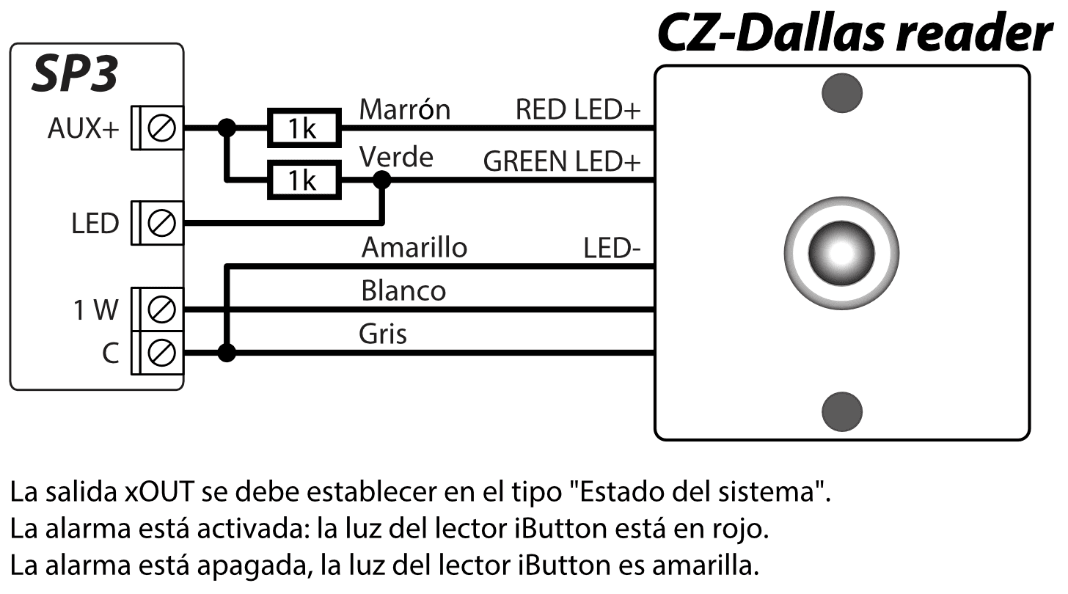 CZ-Dallas reader
SP3
AUX+
1k
Marrón
RED LED+
1k
Verde
GREEN LED+
LED
Amarillo
LED-
1 W
Blanco
C
Gris
La salida xOUT se debe establecer en el tipo "Estado del sistema".
La alarma está activada: la luz del lector iButton está en rojo.
La alarma está apagada, la luz del lector iButton es amarilla.